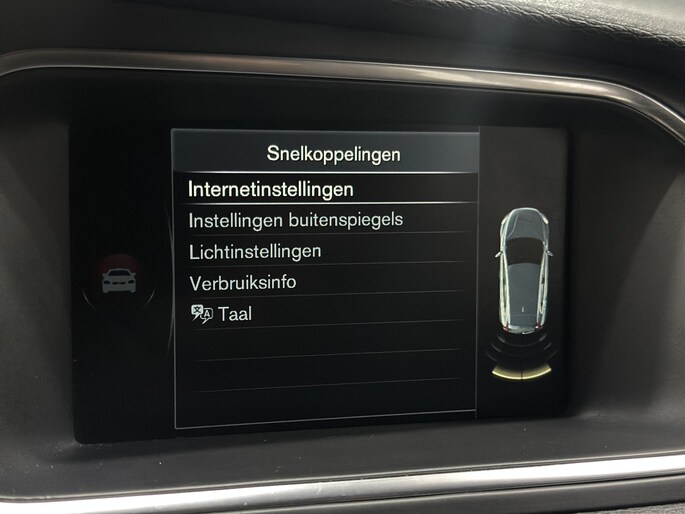 Snelkoppelingen
Internetinstellingen
Instellingen buitenspiegels
Lichtinstellingen
Verbruiksinfo
Taal